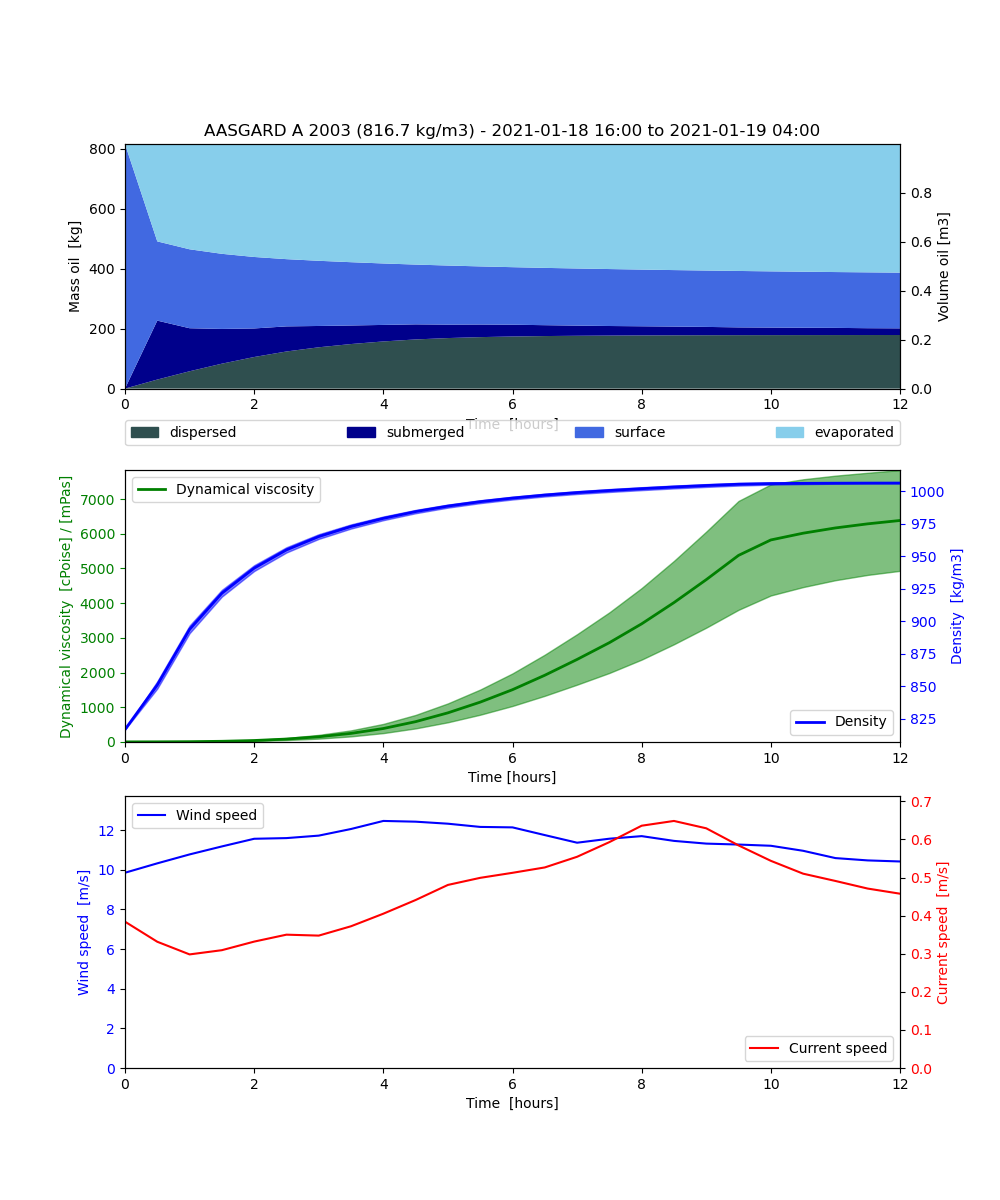 AASGARD A 2003 (816.7 kg/m3) - 2021-01-18 16:00 to 2021-01-19 04:00
Mass oil [kg]
800
600
400
200
0
0 2 4 6 8 10 12
Time [hours]
Volume oil [m3]
0.8
0.6
0.4
0.2
0.0
dispersed submerged surface evaporated
Dynamical viscosity [cPoise] / [mPas]
7000
6000
5000
4000
3000
2000
1000
0
Dynamical viscosity
Density
Density [kg/m3]
1000
975
950
925
900
875
850
825
0 2 4 6 8 10 12
Time [hours]
Wind speed [m/s]
12
10
8
6
4
2
0
Wind speed
Current speed
Current speed [m/s]
0.7
0.6
0.5
0.4
0.3
0.2
0.1
0.0
0 2 4 6 8 10 12
Time [hours]